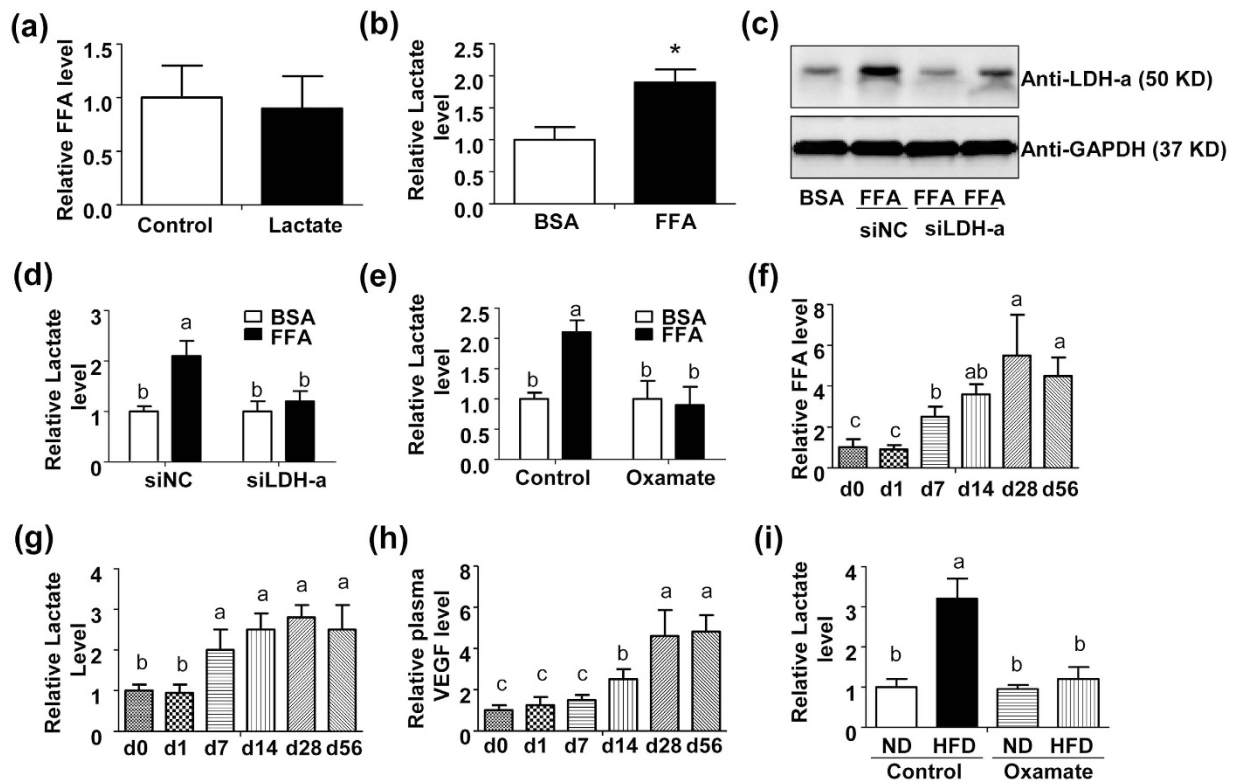 (a)
Relative FFA level
1.5
1.0
0.5
0.0
Control
Lactate
(b)
Relative Lactate
level
2.5
2.0
1.5
1.0
0.5
0.0
*
BSA
FFA
(c)
Anti-LDH-a (50 KD)
Anti-GAPDH (37 KD)
BSA FFA FFA FFA
siNC siLDH-a
(d)
Relative Lactate
level
3
2
1
0
BSA
FFA
b a b b
siNC siLDH-a
(e)
Relative Lactate
level
2.5
2.0
1.5
1.0
0.5
0.0
BSA
FFA
b a b b
Control Oxamate
(f)
Relative FFA level
8
6
4
2
0
c c b ab a a
d0 d1 d7 d14 d28 d56
(g)
Relative Lactate
Level
4
3
2
1
0
b b a a a a
d0 d1 d7 d14 d28 d56
(h)
Relative plasma
VEGF level
8
6
4
2
0
c c c b a a
d0 d1 d7 d14 d28 d56
(i)
Relative Lactate
level
4
3
2
1
0
b a b b
ND HFD ND HFD
Control Oxamate